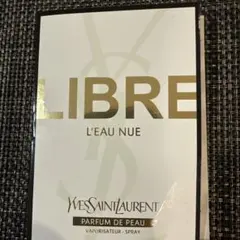 LIBRE
L'EAU NUE
YVESSAINTLAURENT
PARFUM DE PEAU
VAPORISATEUR - SPRAY